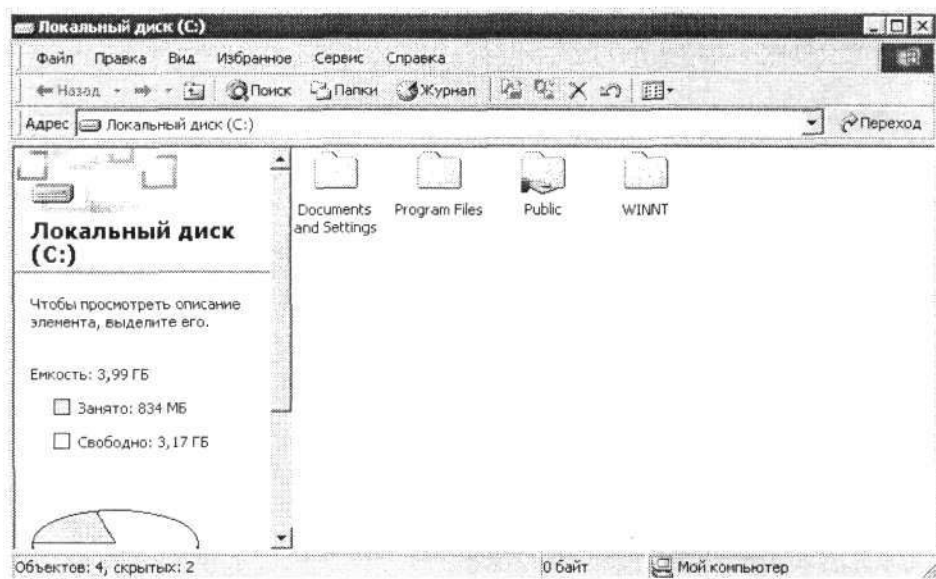 Локальный диск (C:)
Файл Правка Вид Избранное Сервис Справка
Назад Поиск Папки Журнал
Адрес Локальный диск (C:) Переход
Локальный диск (C:)
Чтобы просмотреть описание
элемента, выделите его.
Емкость: 3,99 ГБ
Занято: 834 МБ
Свободно: 3,17 ГБ
Documents
and Settings
Program Files
Public
WINNT
Объектов: 4, скрытых: 2 0 байт Мой компьютер